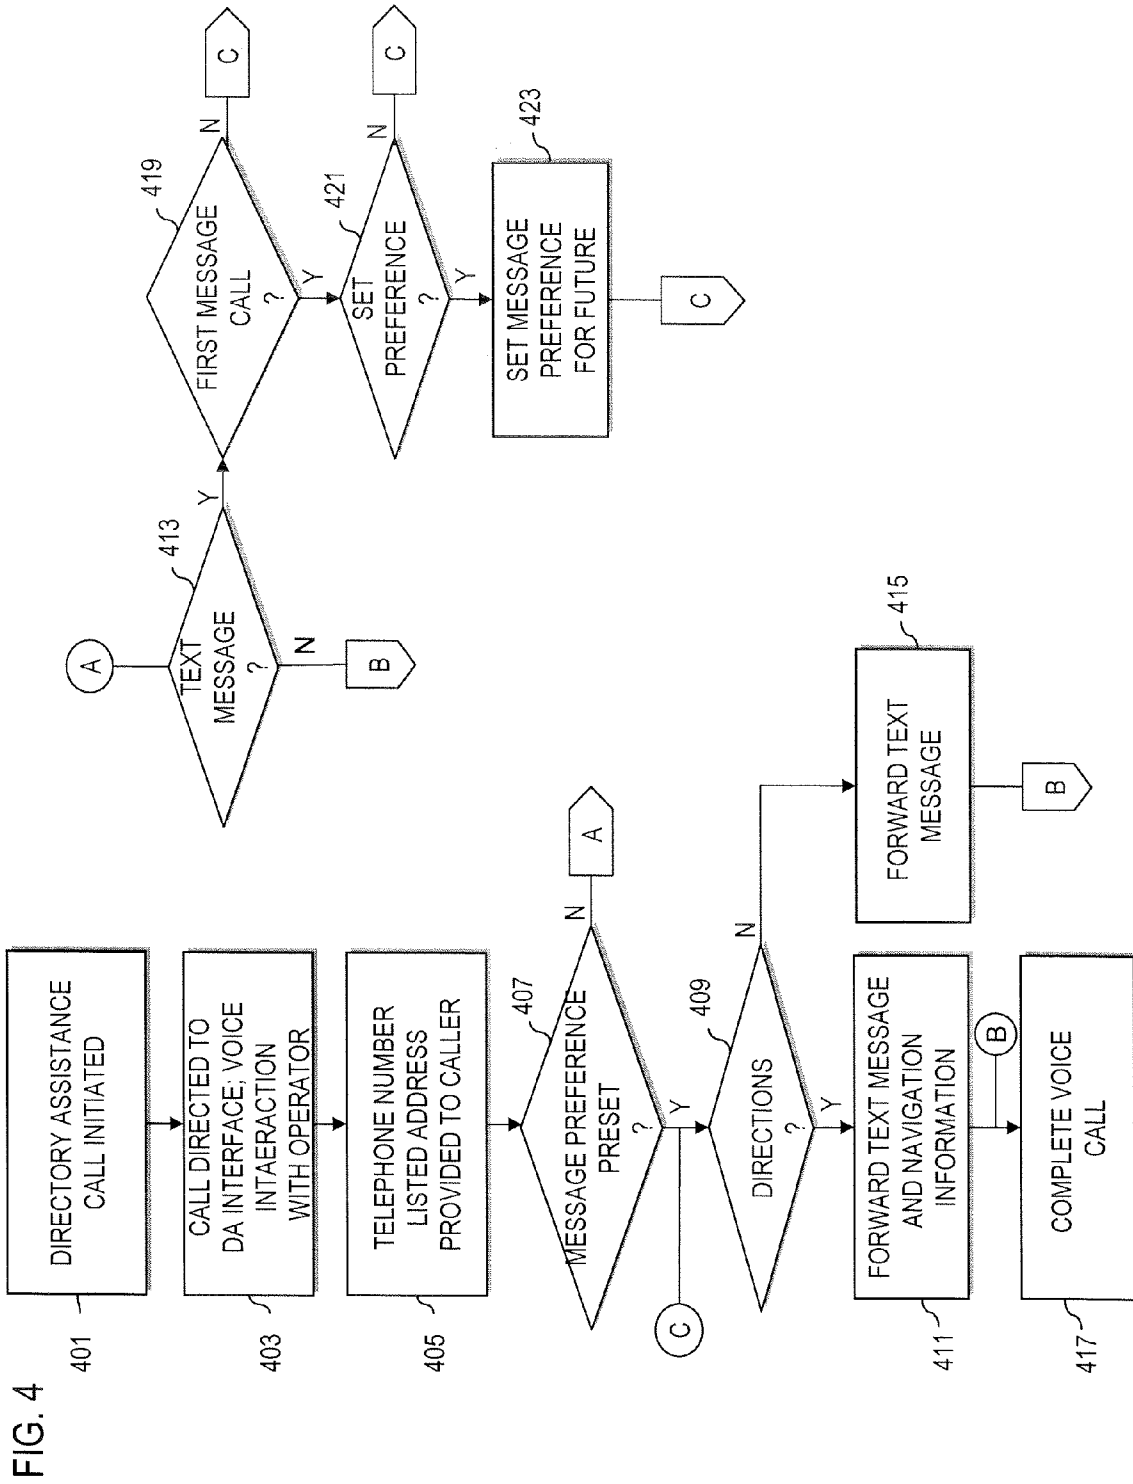 FIG. 4
401
DIRECTORY ASSISTANCE
CALL INITIATED
403
CALL DIRECTED TO
DA INTERFACE; VOICE
INTAERACTION
WITH OPERATOR
405
TELEPHONE NUMBER
LISTED ADDRESS
PROVIDED TO CALLER
407
MESSAGE PREFERENCE
PRESET
?
N
A
Y
C
409
DIRECTIONS
?
N
Y
411
FORWARD TEXT MESSAGE
AND NAVIGATION
INFORMATION
415
FORWARD TEXT
MESSAGE
B
B
417
COMPLETE VOICE
CALL
A
413
TEXT
MESSAGE
?
N
B
Y
419
FIRST MESSAGE
CALL
?
N
C
Y
421
SET
PREFERENCE
?
N
C
Y
423
SET MESSAGE
PREFERENCE
FOR FUTURE
C